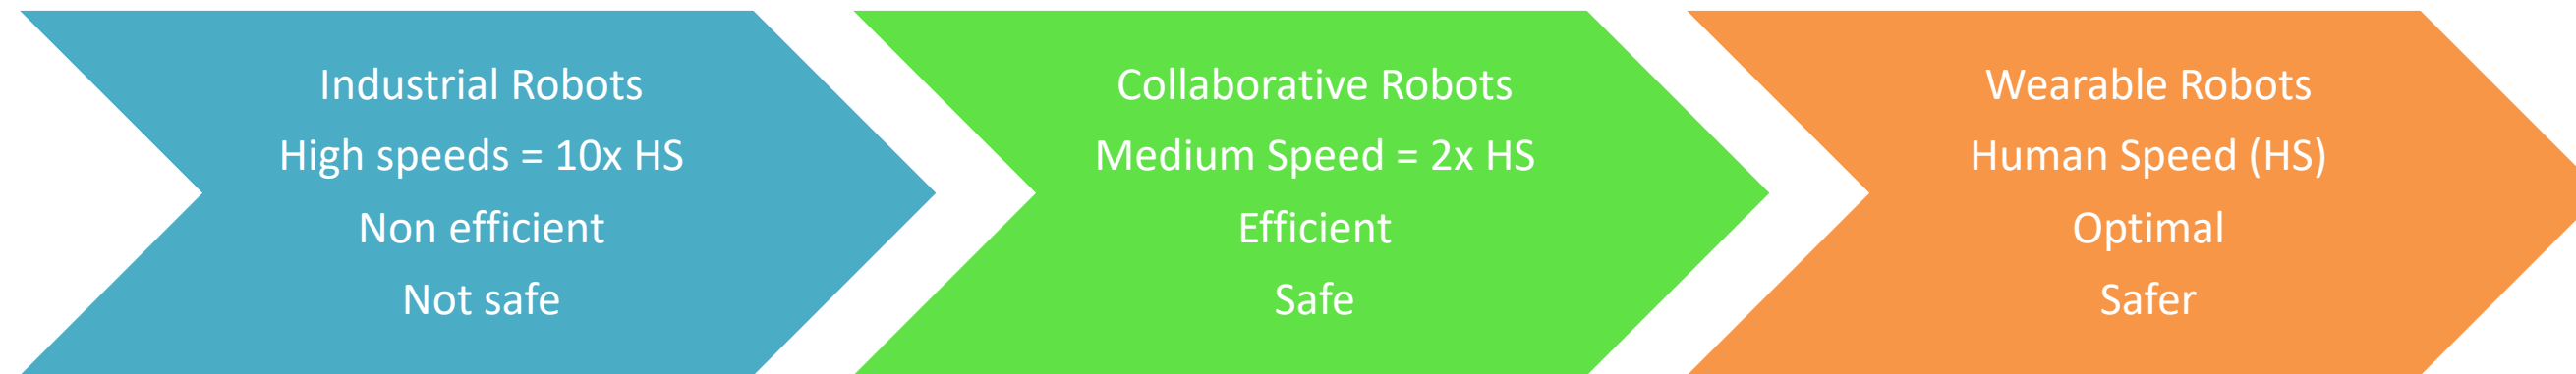 Industrial Robots
High speeds = 10x HS
Non efficient
Not safe
Collaborative Robots
Medium Speed = 2x HS
Efficient
Safe
Wearable Robots
Human Speed (HS)
Optimal
Safer